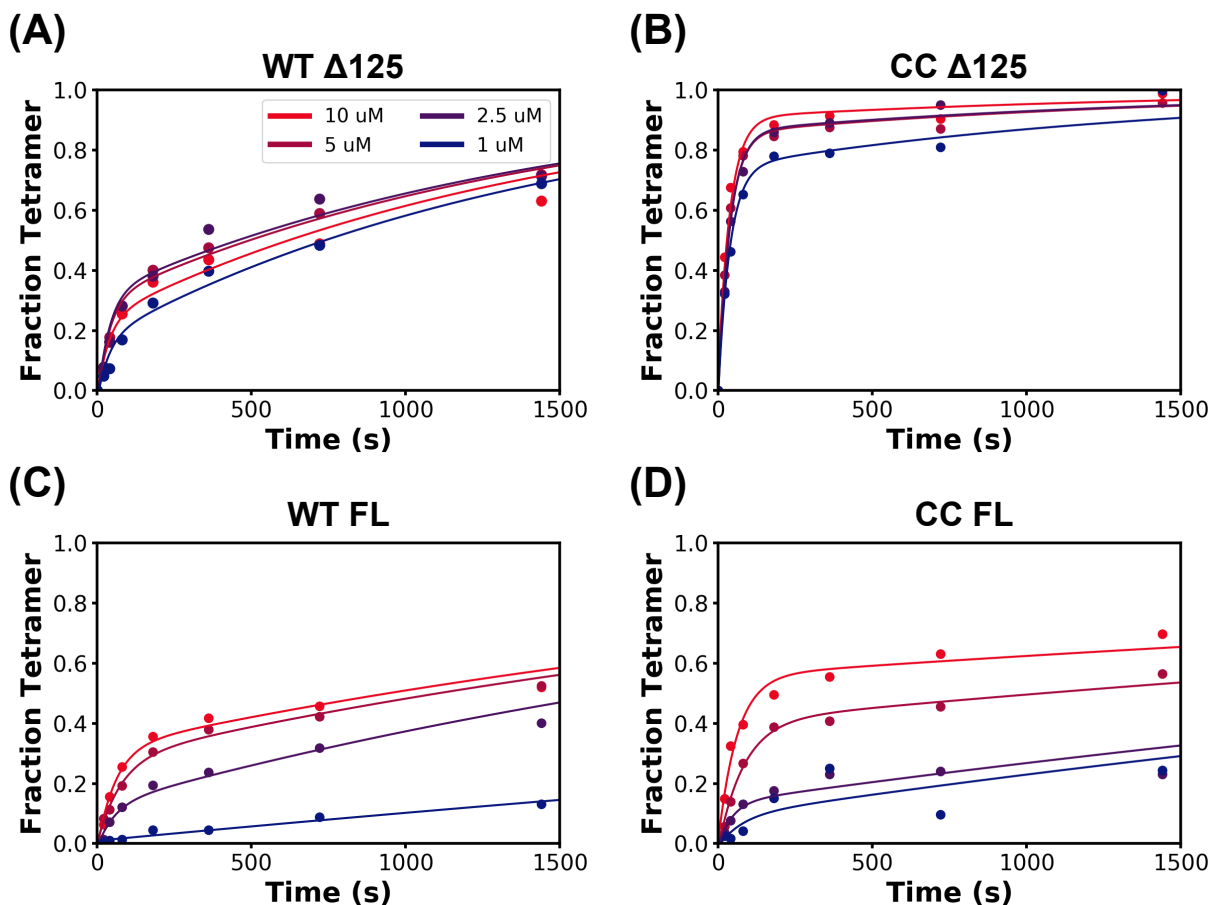 (A)
WT Δ125
Fraction Tetramer
1.0
0.8
0.6
0.4
0.2
0.0
10 uM
5 uM
2.5 uM
1 uM
0
500
1000
1500
Time (s)
(B)
CC Δ125
Fraction Tetramer
1.0
0.8
0.6
0.4
0.2
0.0
0
500
1000
1500
Time (s)
(C)
WT FL
Fraction Tetramer
1.0
0.8
0.6
0.4
0.2
0.0
0
500
1000
1500
Time (s)
(D)
CC FL
Fraction Tetramer
1.0
0.8
0.6
0.4
0.2
0.0
0
500
1000
1500
Time (s)